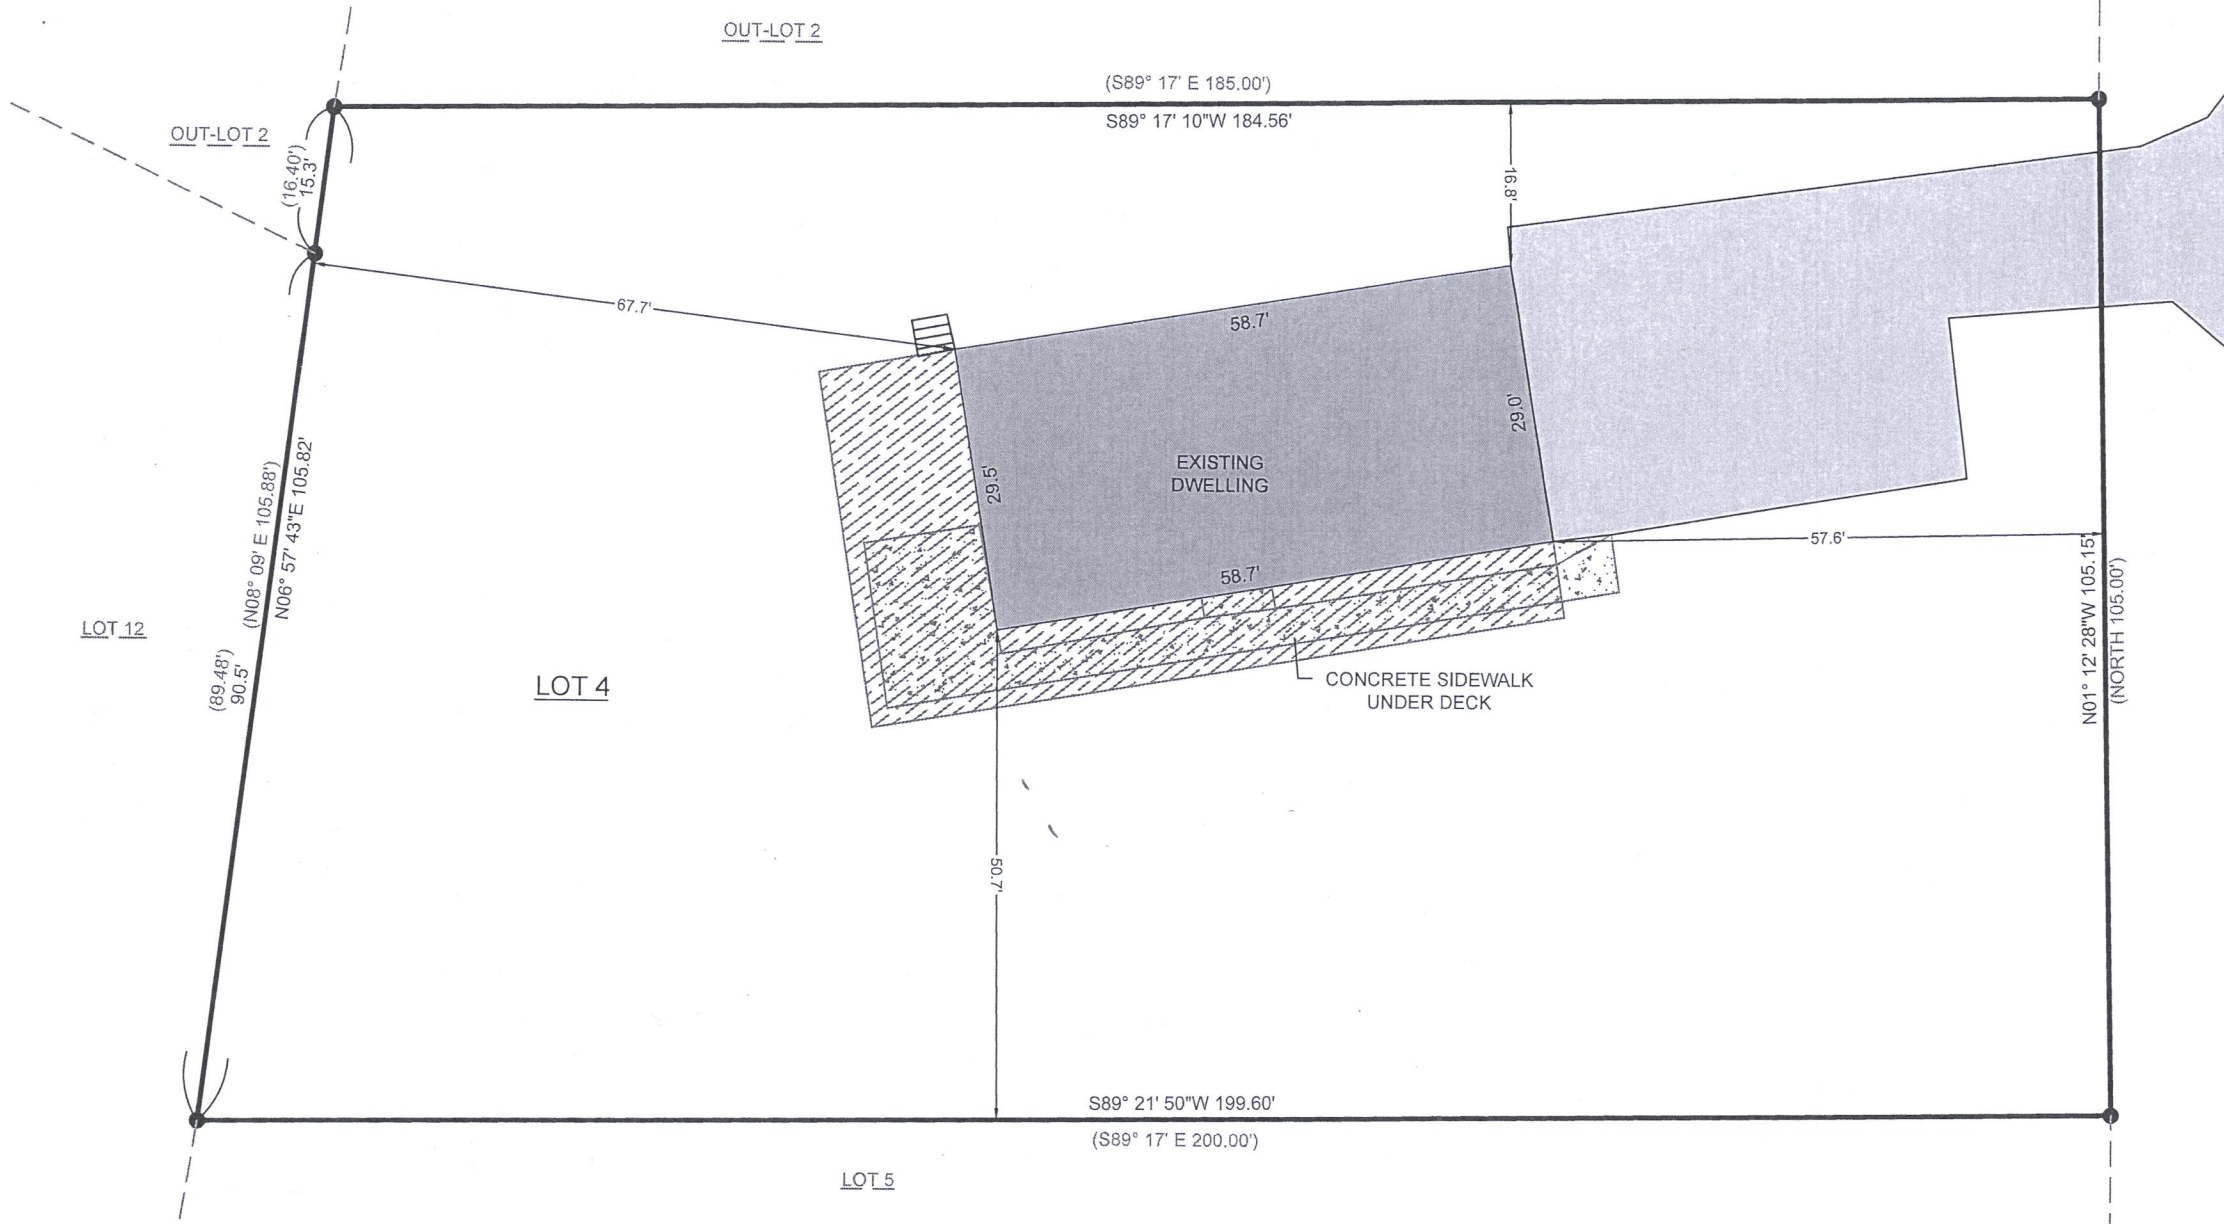 OUT-LOT 2
(S89° 17' E 185.00')
S89° 17' 10"W 184.56'
OUT-LOT 2
(16.40')
15.3'
16.8'
67.7'
58.7'
29.0'
EXISTING
DWELLING
29.5'
(N08° 09' E 105.88')
N06° 57' 43"E 105.82'
57.6'
58.7'
N01° 12' 28"W 105.15'
(NORTH 105.00')
LOT 12
(89.48')
90.5'
LOT 4
CONCRETE SIDEWALK
UNDER DECK
50.7'
S89° 21' 50"W 199.60'
(S89° 17' E 200.00')
LOT 5